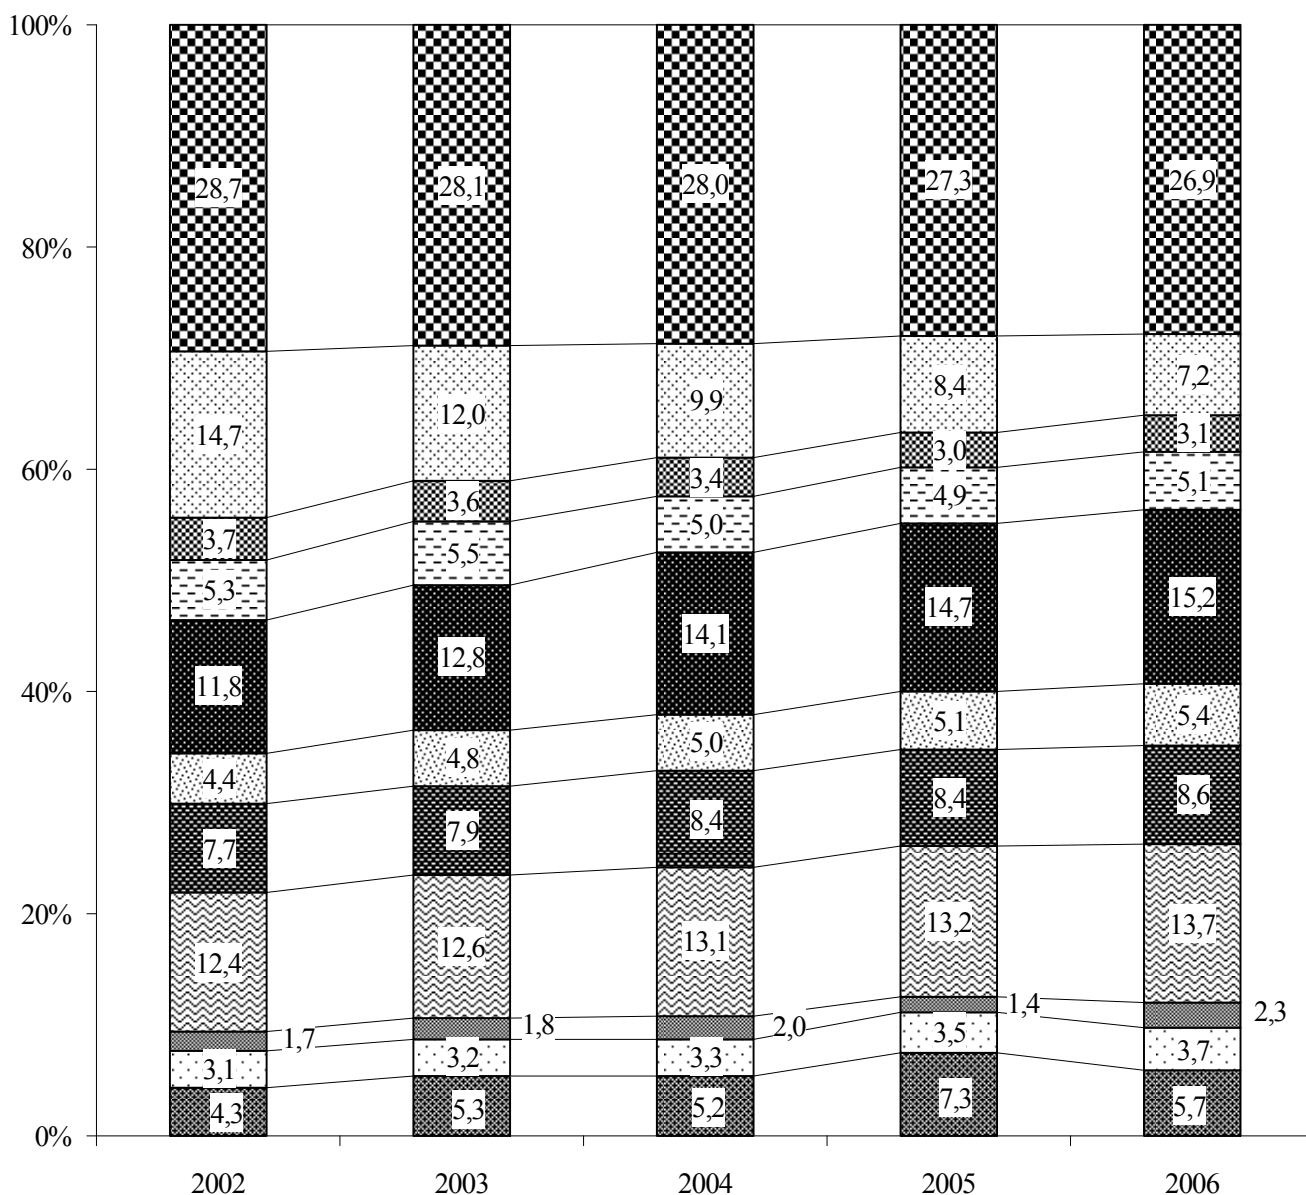 100%
28,7 28,1 28,0 27,3 26,9
80%
14,7 12,0 9,9 8,4 7,2
60%
3,7 3,6 3,4 3,0 3,1
5,3 5,5 5,0 4,9 5,1
11,8 12,8 14,1 14,7 15,2
40%
4,4 4,8 5,0 5,1 5,4
7,7 7,9 8,4 8,4 8,6
20%
12,4 12,6 13,1 13,2 13,7
1,7 1,8 2,0 1,4 2,3
3,1 3,2 3,3 3,5 3,7
4,3 5,3 5,2 7,3 5,7
0%
2002 2003 2004 2005 2006